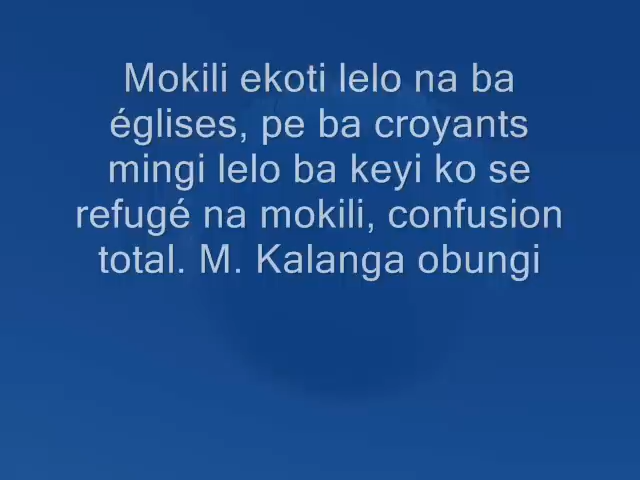 Mokili ekoti lelo na ba
églises, pe ba croyants
mingi lelo ba keyi ko se
refugé na mokili, confusion
total. M. Kalanga obungi